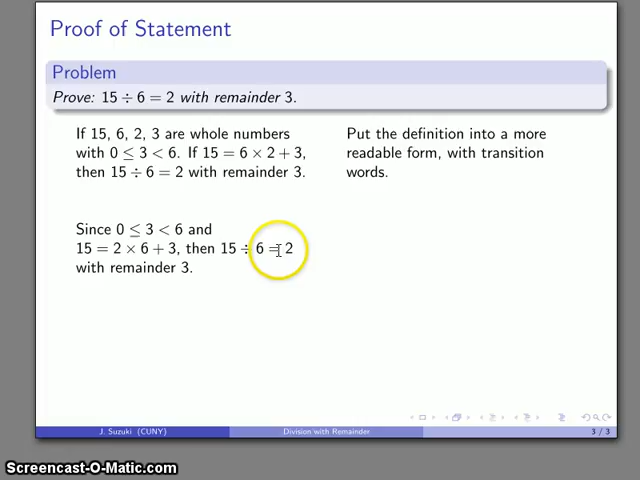 Proof of Statement
Problem
Prove: 15 ÷ 6 = 2 with remainder 3.
If 15, 6, 2, 3 are whole numbers
with 0 ≤ 3 < 6. If 15 = 6 × 2 + 3,
then 15 ÷ 6 = 2 with remainder 3.
Put the definition into a more
readable form, with transition
words.
Since 0 ≤ 3 < 6 and
15 = 2 × 6 + 3, then 15 ÷ 6 = 2
with remainder 3.
J. Suzuki (CUNY)
Division with Remainder
3 / 3
Screencast-O-Matic.com